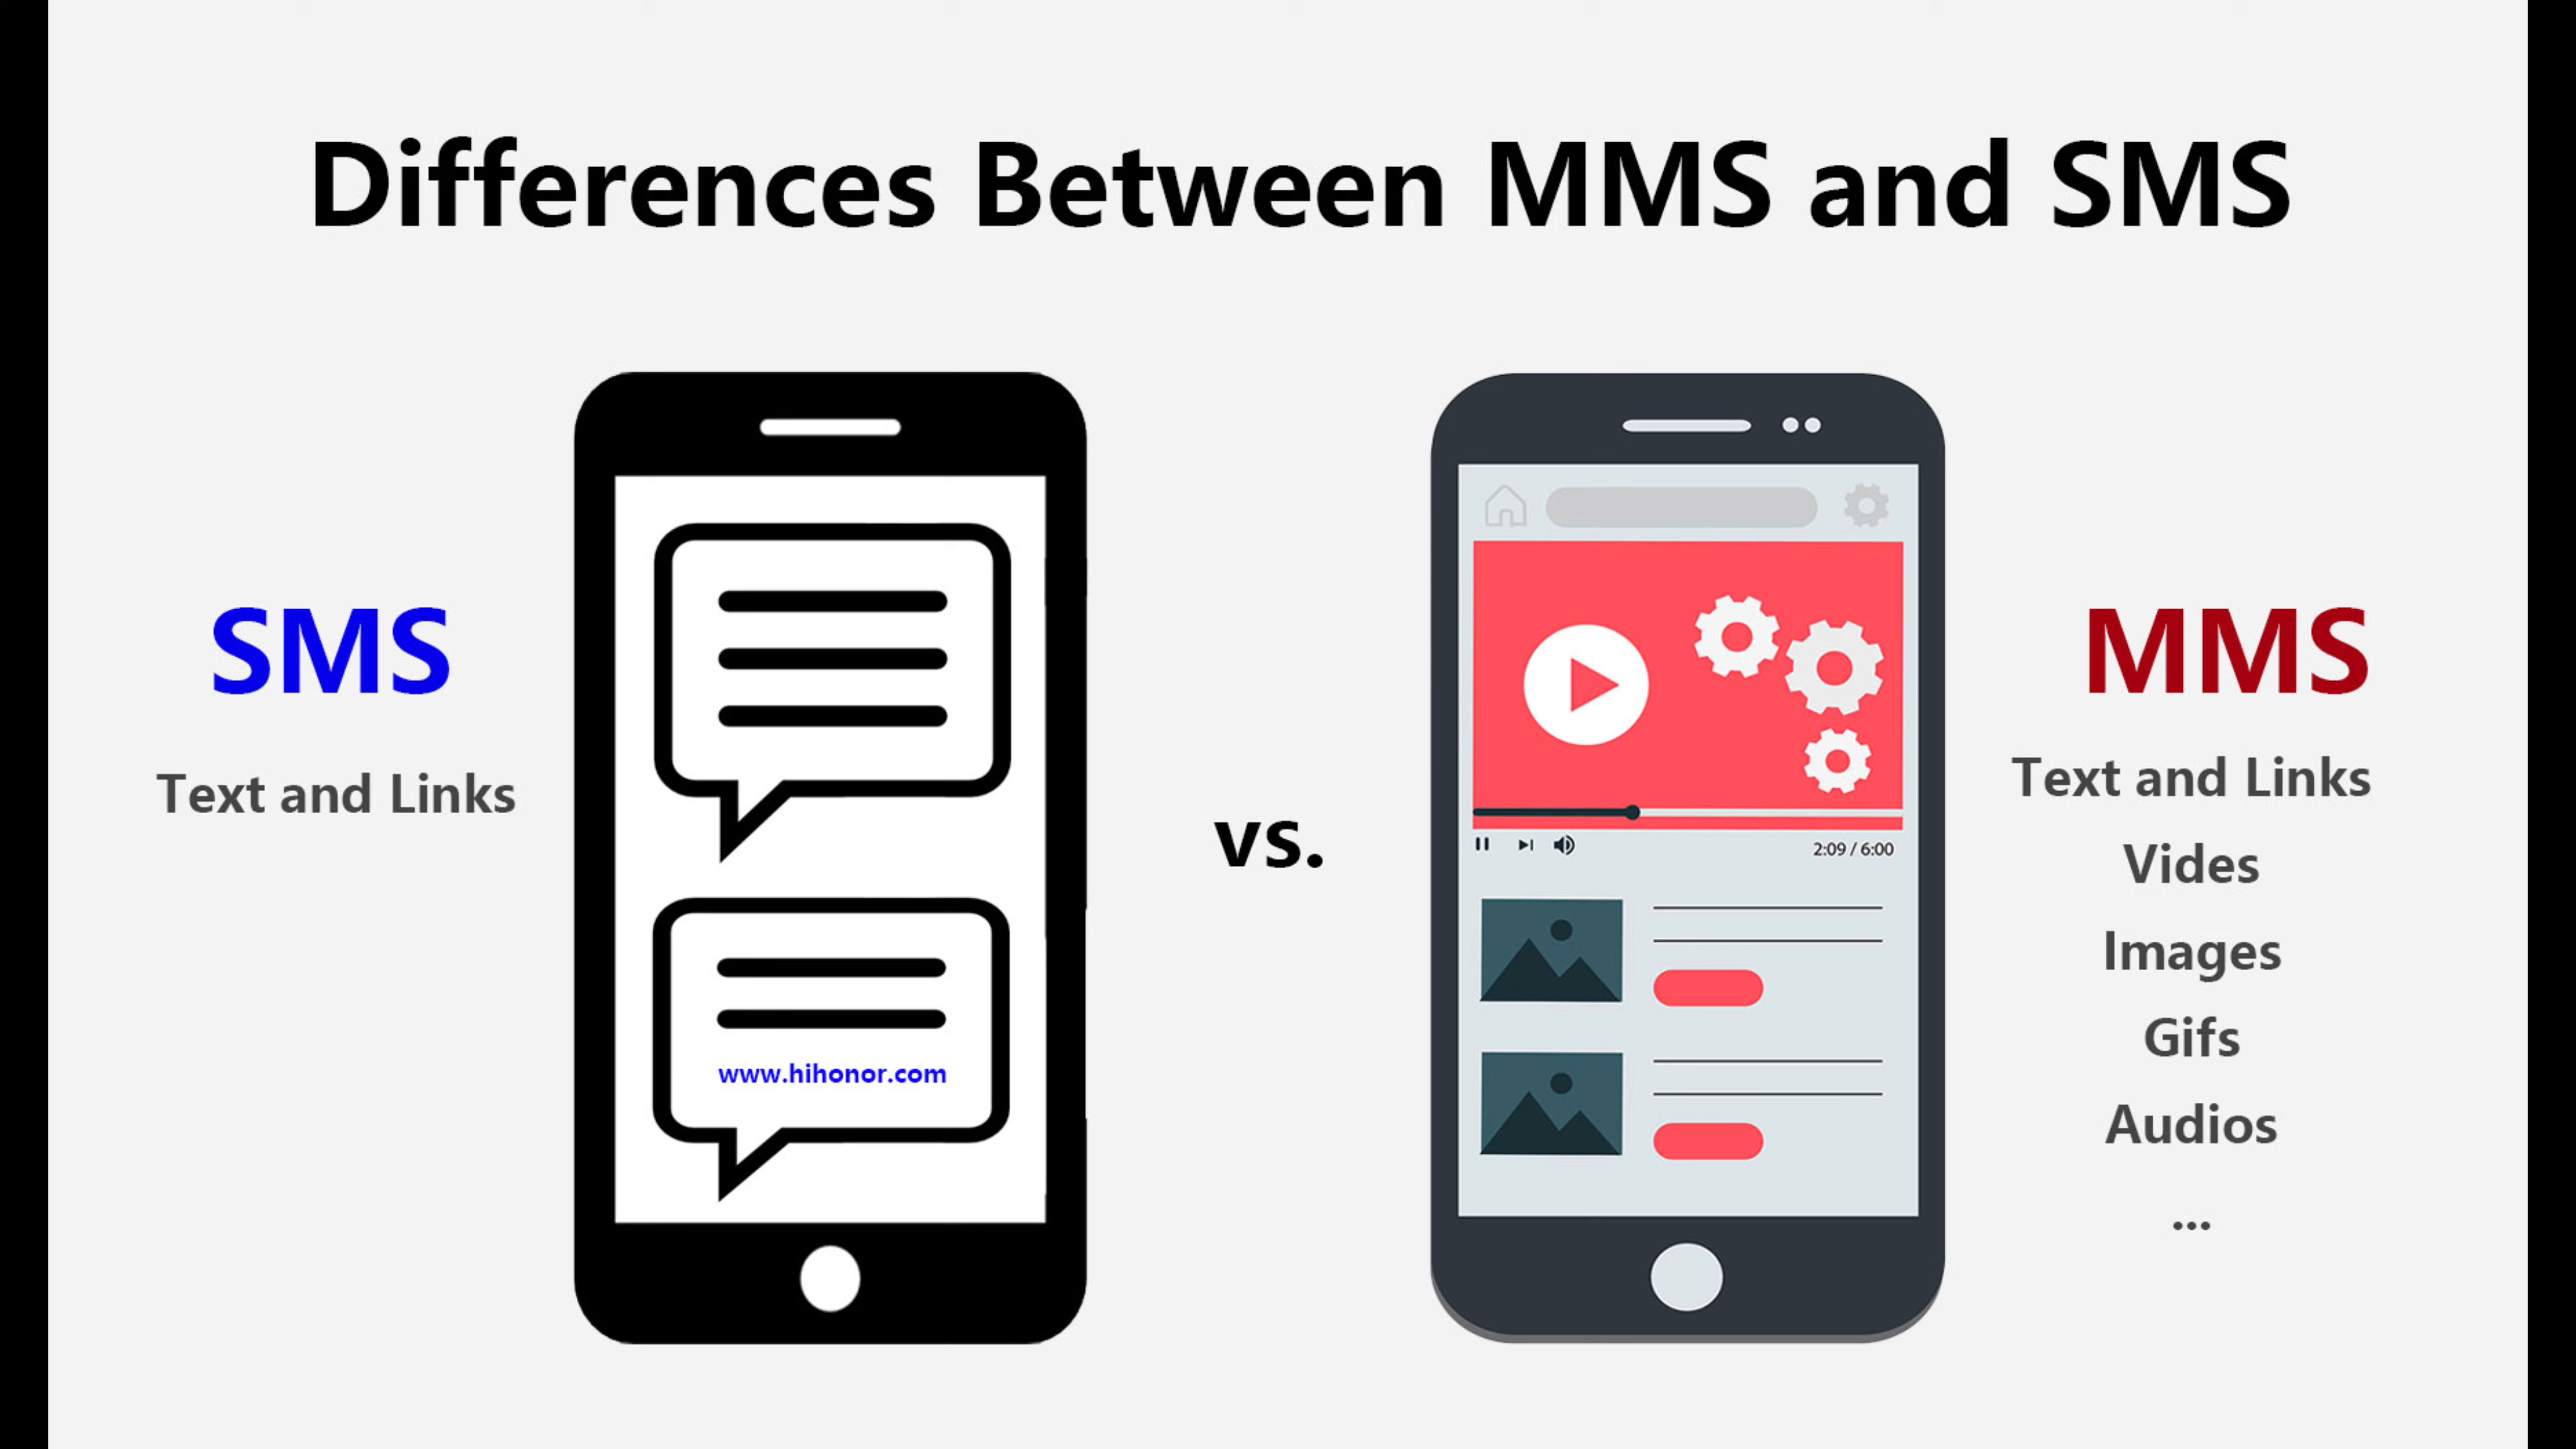 Differences Between MMS and SMS
SMS
Text and Links
www.hihonor.com
vs.
2:09 / 6:00
MMS
Text and Links
Vides
Images
Gifs
Audios
...